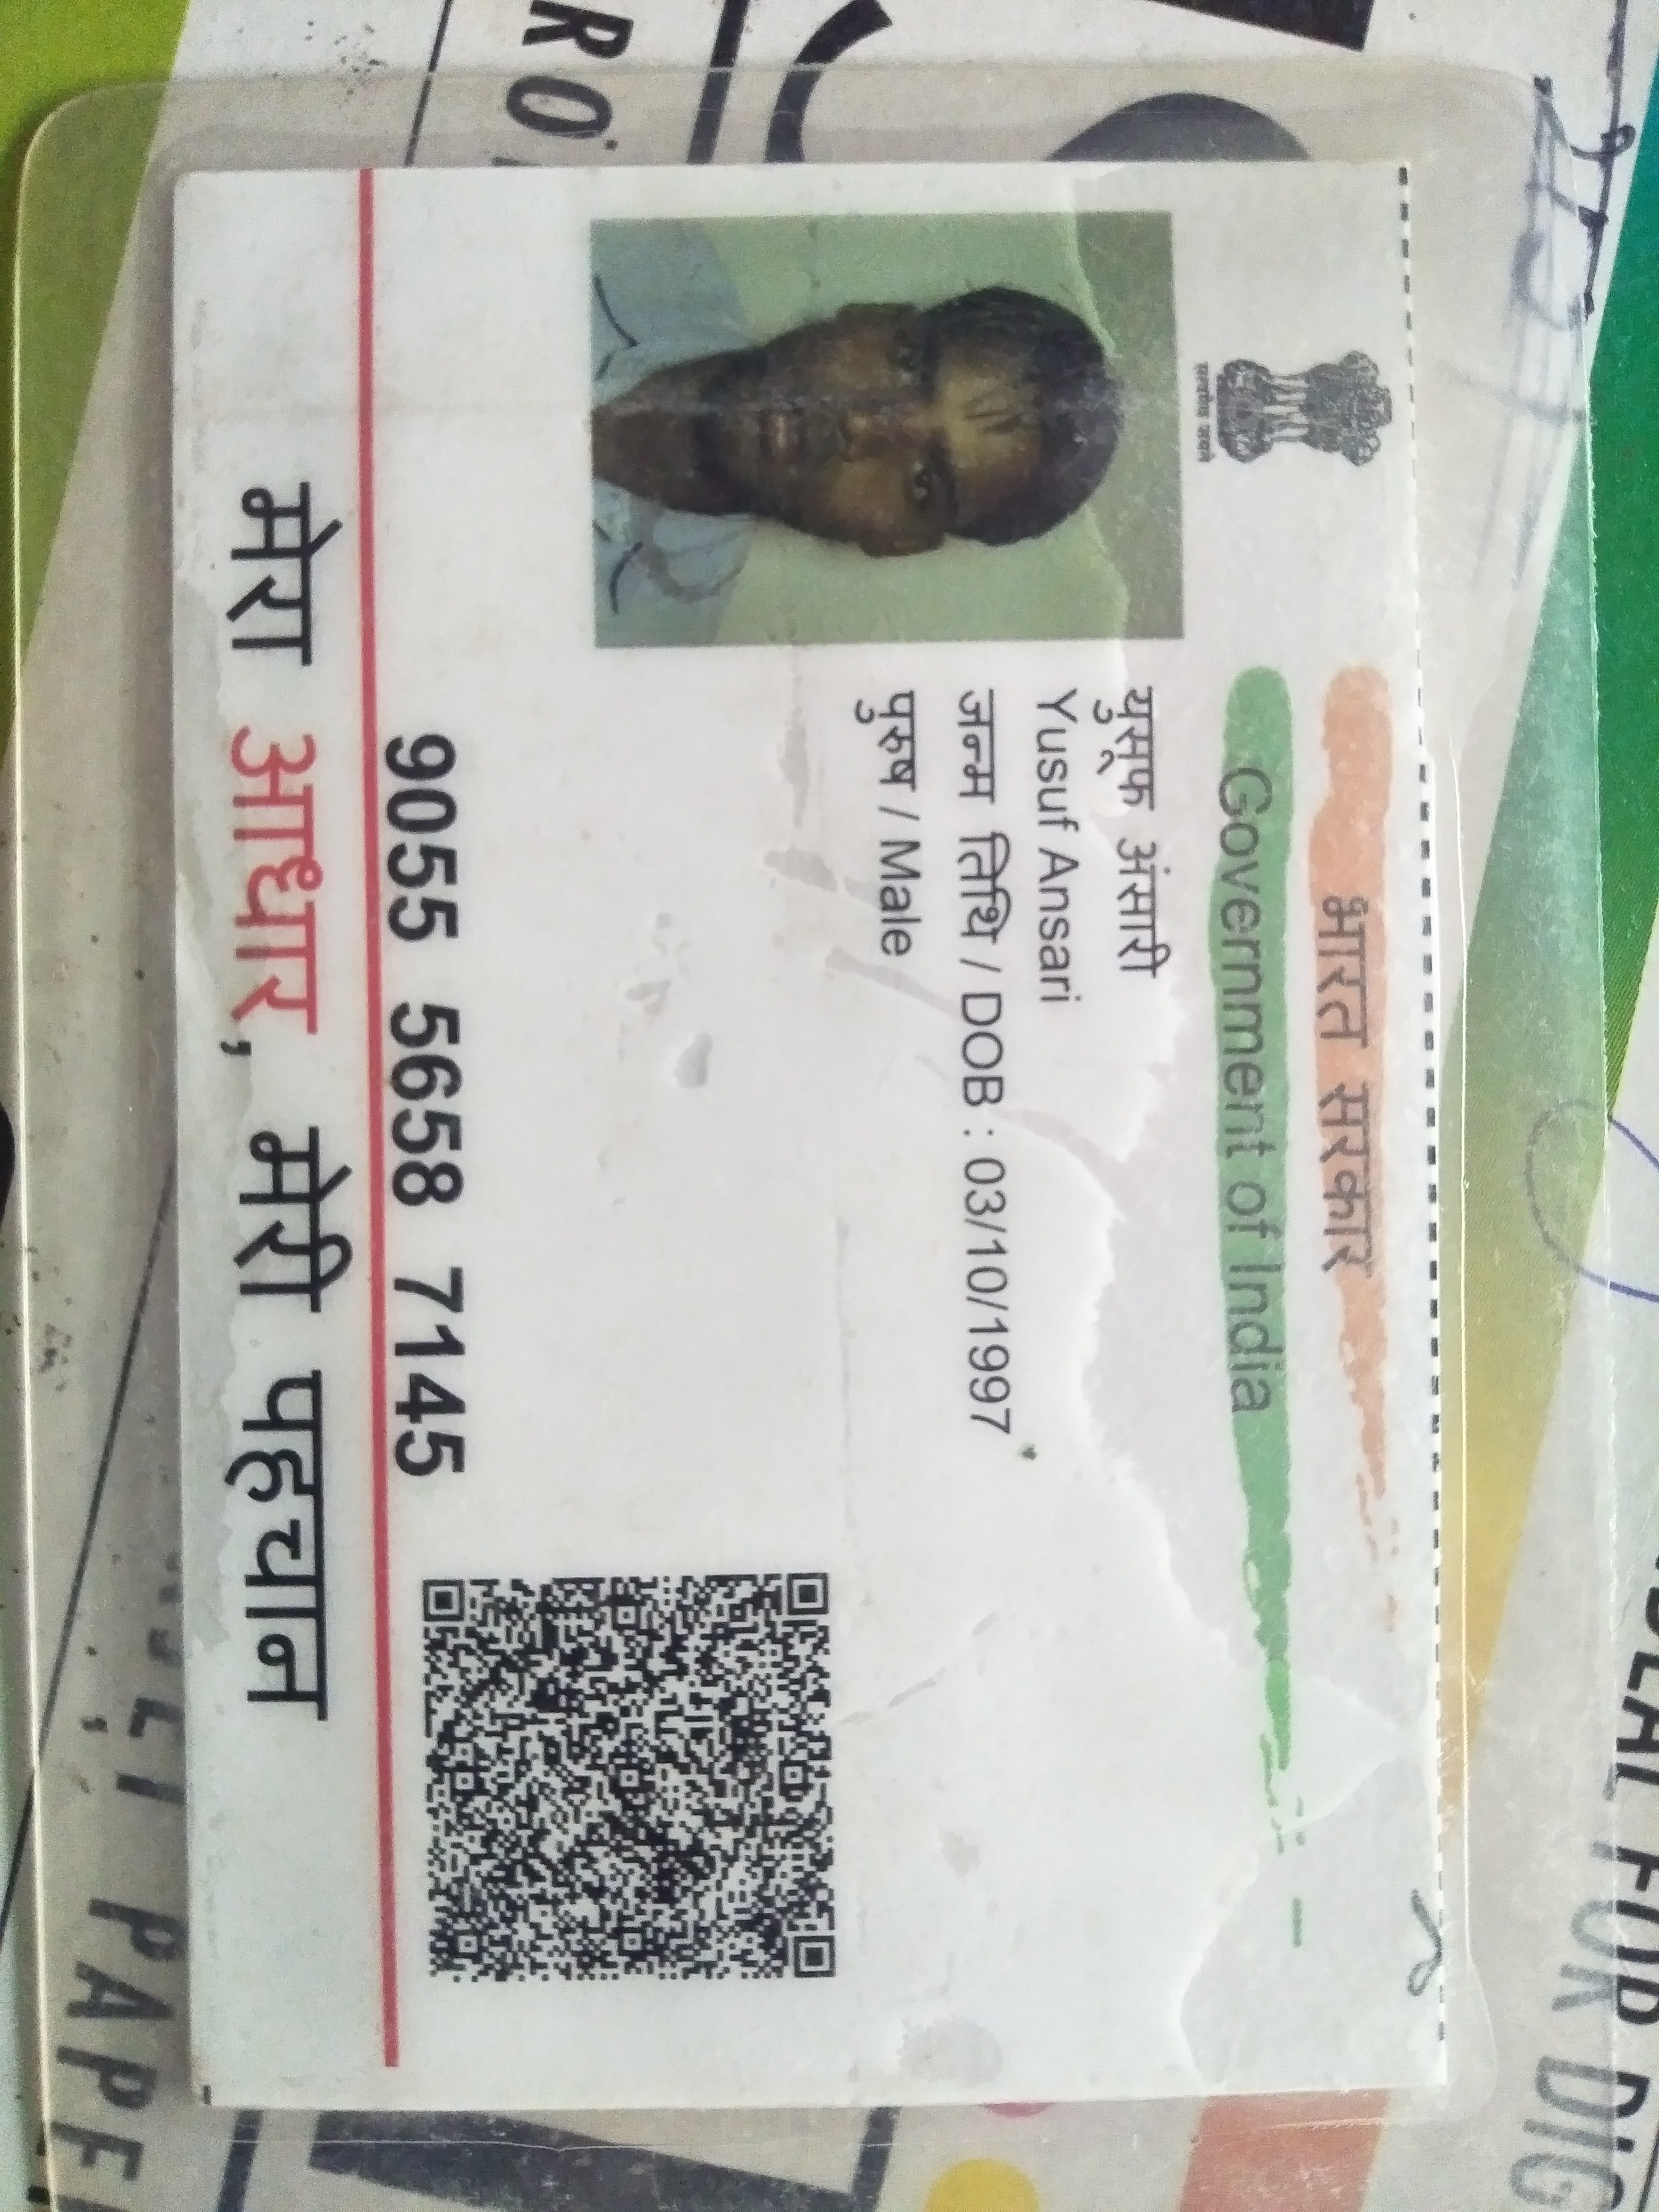 भारत सरकार
Government of India
सत्यमेव जयते
युसूफ अंसारी
Yusuf Ansari
जन्म तिथि / DOB : 03/10/1997
पुरुष / Male
9055 5658 7145
मेरा आधार, मेरी पहचान
IDEAL FOR DIG
PAPE